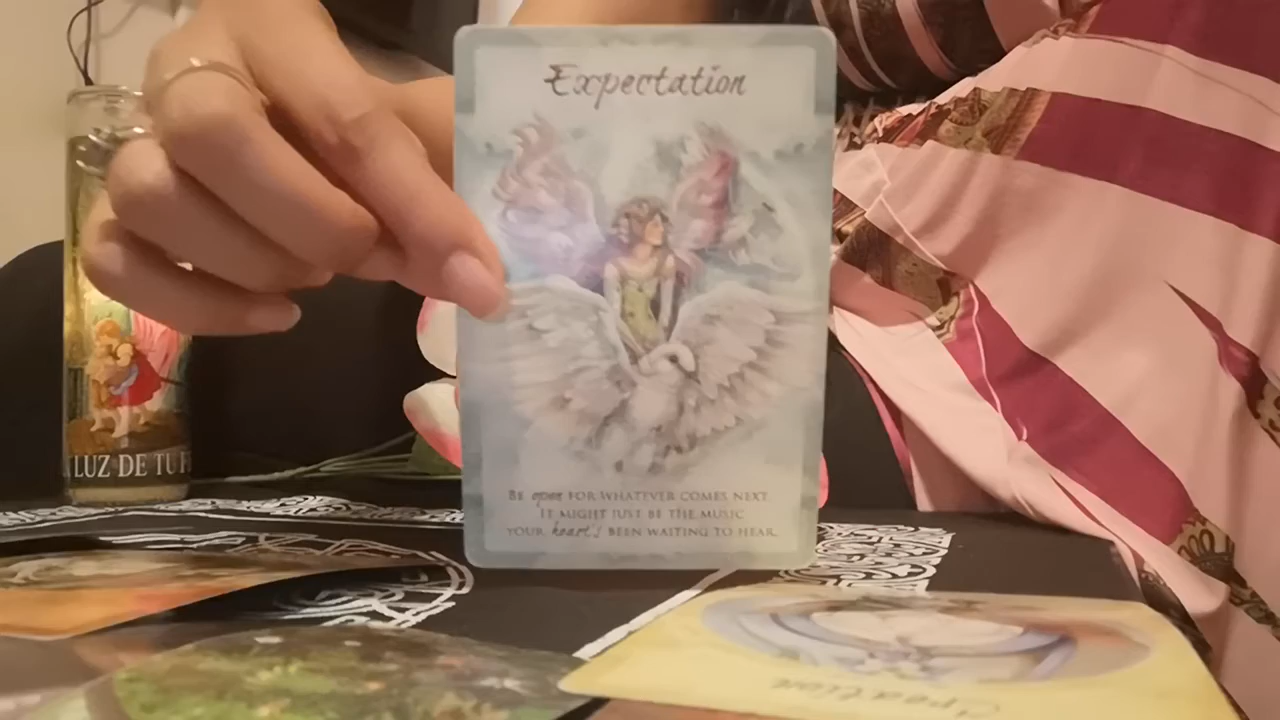 Expectation
LUZ DE TU
BE open FOR WHATEVER COMES NEXT.
IT MIGHT JUST BE THE MUSIC
YOUR heart's BEEN WAITING TO HEAR.
Creation